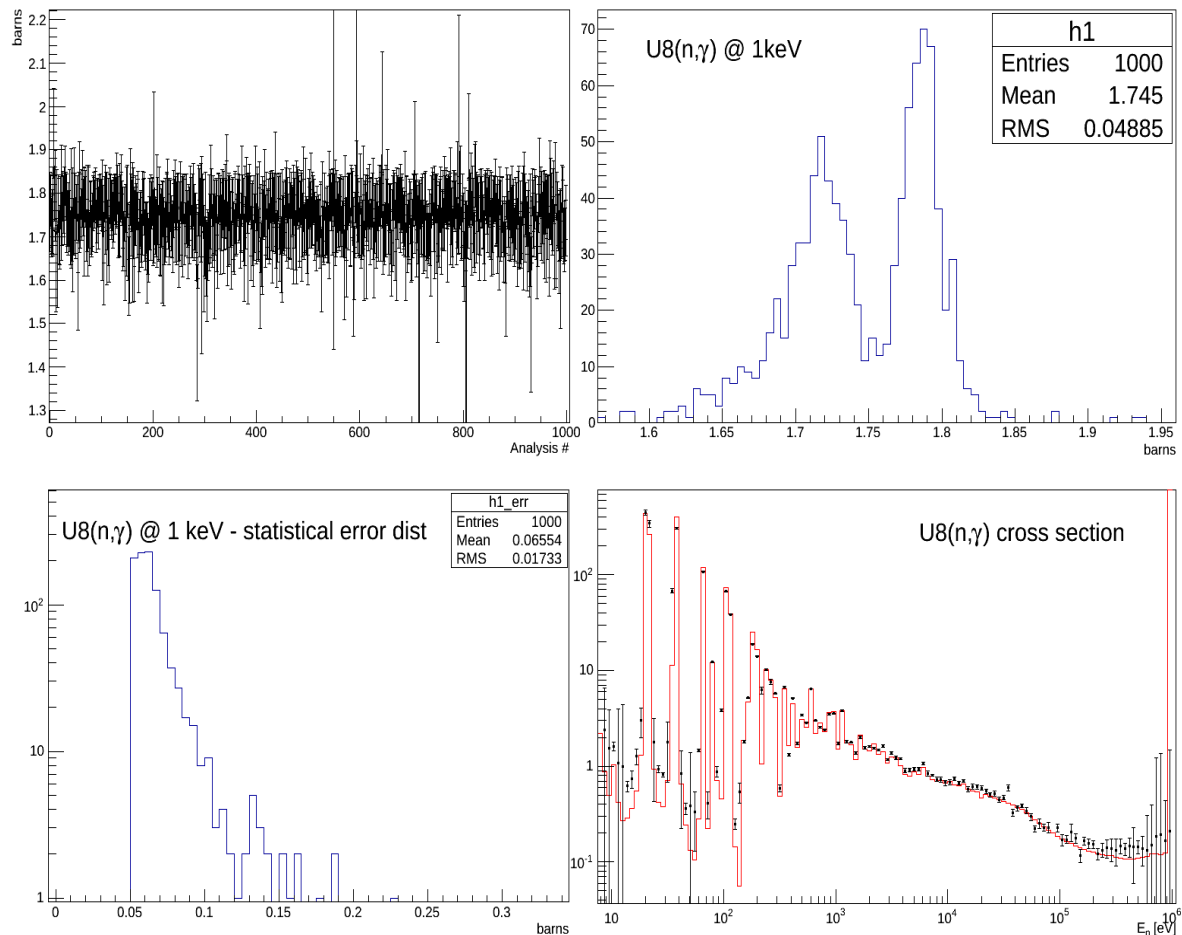 barns
2.2
2.1
2
1.9
1.8
1.7
1.6
1.5
1.4
1.3
0 200 400 600 800 1000
Analysis #
U8(n,γ) @ 1keV
h1
Entries 1000
Mean 1.745
RMS 0.04885
70
60
50
40
30
20
10
0
1.6 1.65 1.7 1.75 1.8 1.85 1.9 1.95
barns
U8(n,γ) @ 1 keV - statistical error dist
h1_err
Entries 1000
Mean 0.06554
RMS 0.01733
10²
10
1
0 0.05 0.1 0.15 0.2 0.25 0.3
barns
U8(n,γ) cross section
10²
10
1
10⁻¹
10 10² 10³ 10⁴ 10⁵ 10⁶
Eₙ [eV]